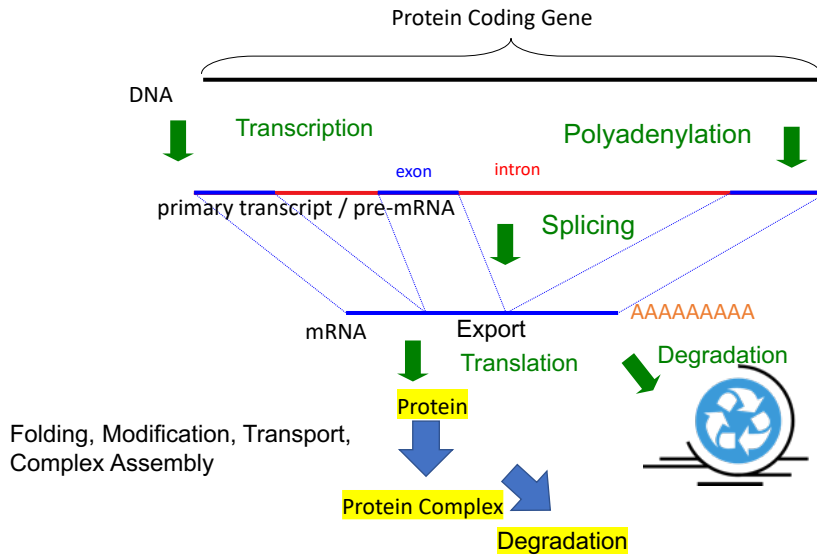 Protein Coding Gene
DNA
Transcription
Polyadenylation
exon
intron
primary transcript / pre-mRNA
Splicing
AAAAAAAAA
mRNA
Export
Translation
Degradation
Protein
Folding, Modification, Transport,
Complex Assembly
Protein Complex
Degradation